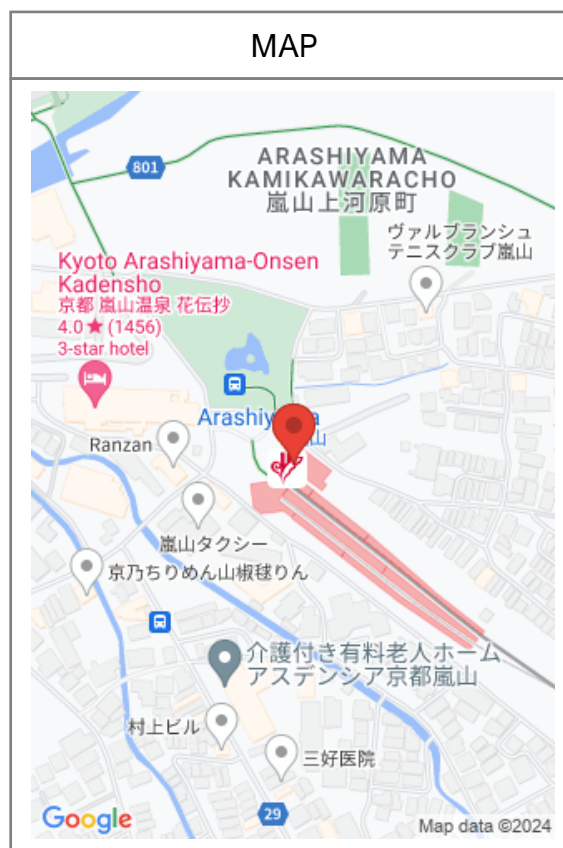 MAP
801
ARASHIYAMA
KAMIKAWARACHO
嵐山上河原町
ヴァルブランシュ
テニスクラブ嵐山
Kyoto Arashiyama-Onsen
Kadensho
京都 嵐山温泉 花伝抄
4.0★ (1456)
3-star hotel
Arashiyama
山
Ranzan
嵐山タクシー
京乃ちりめん山椒毬りん
介護付き有料老人ホーム
アステンシア京都嵐山
村上ビル
三好医院
29
Google
Map data ©2024